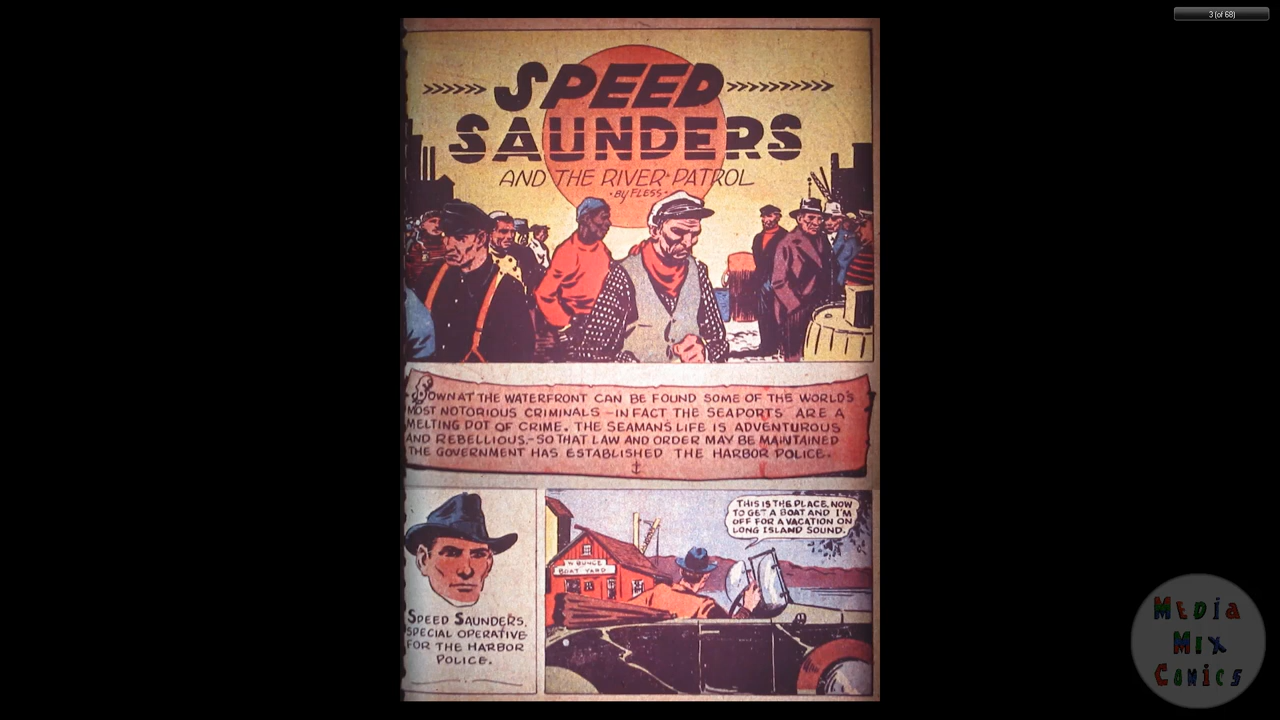 3 (of 68)
SPEED
SAUNDERS
AND THE RIVER PATROL
·By FLESS·
DOWN AT THE WATERFRONT CAN BE FOUND SOME OF THE WORLD'S
MOST NOTORIOUS CRIMINALS - IN FACT THE SEAPORTS ARE A
MELTING POT OF CRIME. THE SEAMAN'S LIFE IS ADVENTUROUS
AND REBELLIOUS.- SO THAT LAW AND ORDER MAY BE MAINTAINED
THE GOVERNMENT HAS ESTABLISHED THE HARBOR POLICE.
SPEED SAUNDERS,
SPECIAL OPERATIVE
FOR THE HARBOR
POLICE.
THIS IS THE PLACE, NOW
TO GET A BOAT AND I'M
OFF FOR A VACATION ON
LONG ISLAND SOUND.
BOAT YARD
MEDiA
MiX
COMiCS